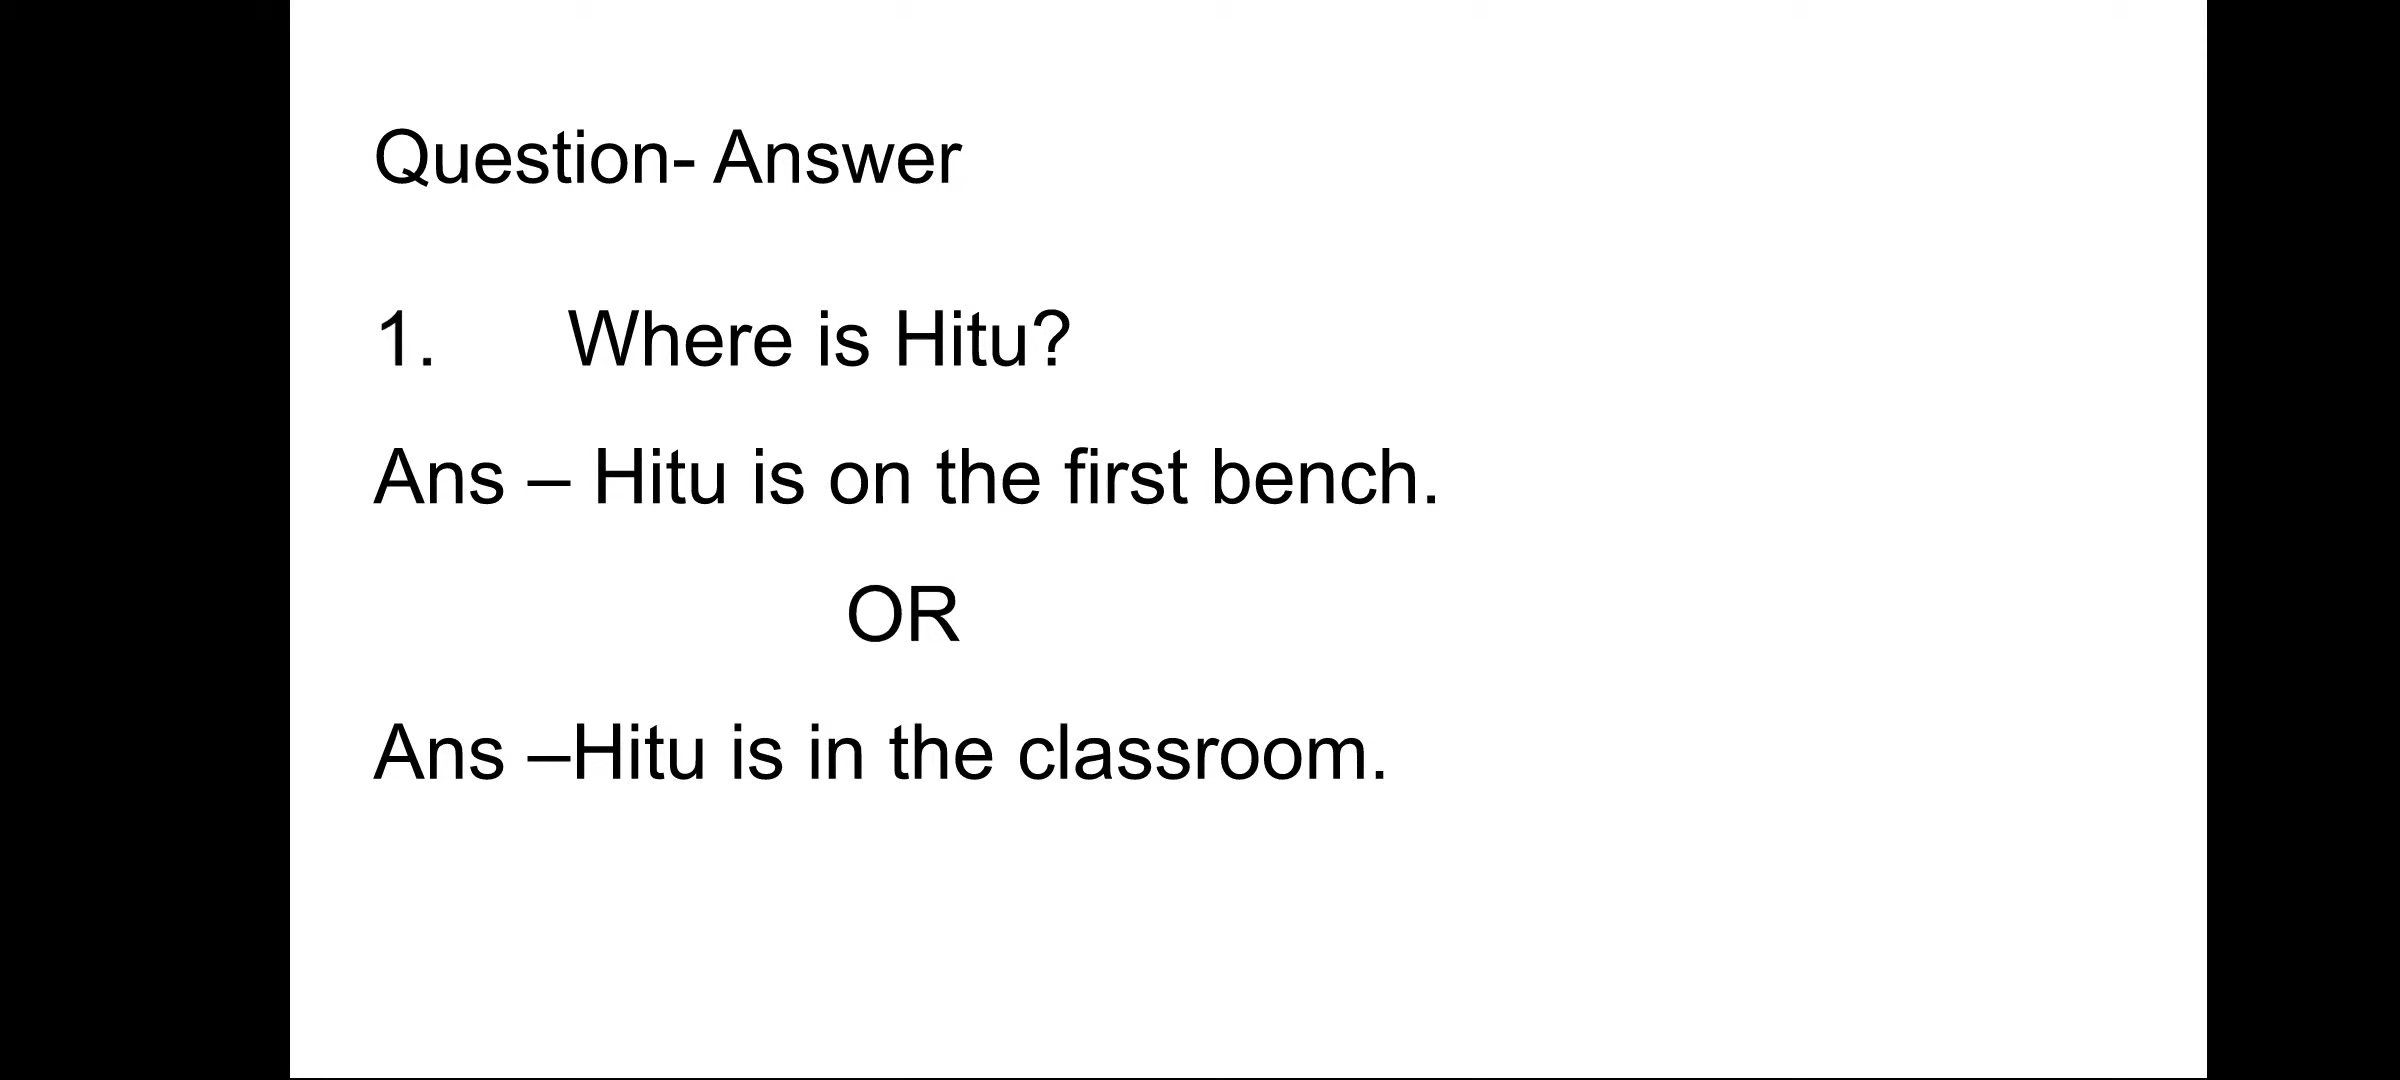 Question- Answer
1. Where is Hitu?
Ans – Hitu is on the first bench.
OR
Ans –Hitu is in the classroom.